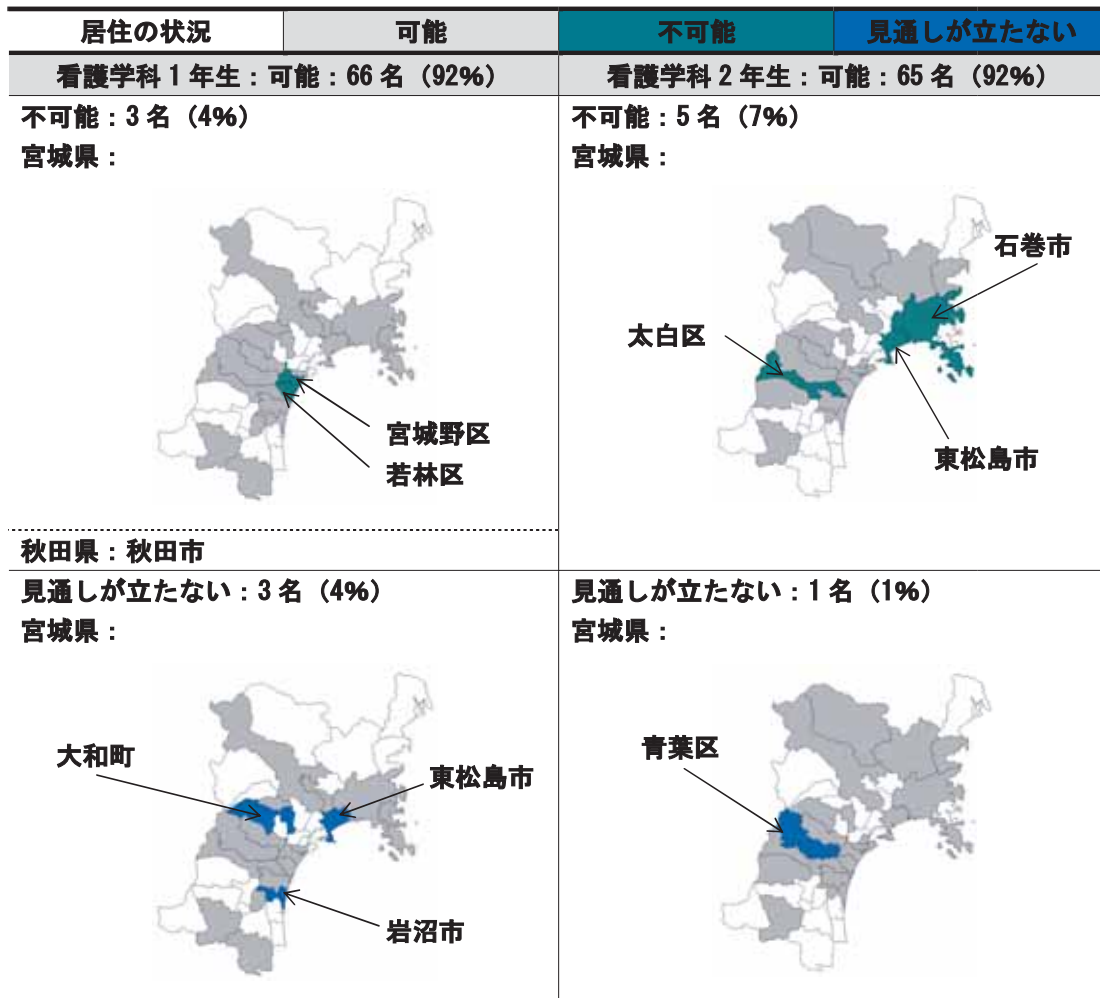 居住の状況 可能 不可能 見通しが立たない
看護学科1年生：可能：66名（92%） 看護学科2年生：可能：65名（92%）
不可能：3名（4%）
宮城県：
宮城野区
若林区
秋田県：秋田市
不可能：5名（7%）
宮城県：
石巻市
太白区
東松島市
見通しが立たない：3名（4%）
宮城県：
大和町
東松島市
岩沼市
見通しが立たない：1名（1%）
宮城県：
青葉区